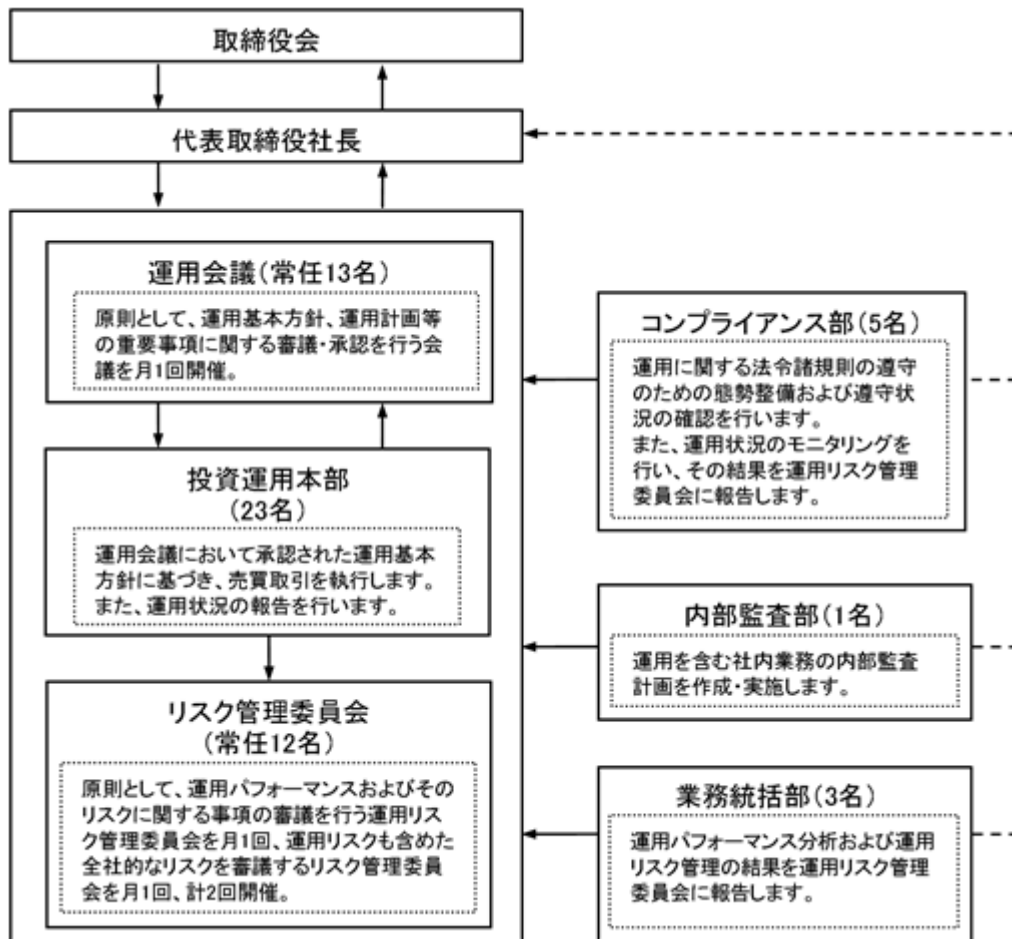 取締役会
代表取締役社長
運用会議(常任13名)
原則として、運用基本方針、運用計画等
の重要事項に関する審議・承認を行う会
議を月1回開催。
投資運用本部
(23名)
運用会議において承認された運用基本
方針に基づき、売買取引を執行します。
また、運用状況の報告を行います。
リスク管理委員会
(常任12名)
原則として、運用パフォーマンスおよびその
リスクに関する事項の審議を行う運用リス
ク管理委員会を月1回、運用リスクも含めた
全社的なリスクを審議するリスク管理委員
会を月1回、計2回開催。
コンプライアンス部(5名)
運用に関する法令諸規則の遵守
のための態勢整備および遵守状
況の確認を行います。
また、運用状況のモニタリングを
行い、その結果を運用リスク管理
委員会に報告します。
内部監査部(1名)
運用を含む社内業務の内部監査
計画を作成・実施します。
業務統括部(3名)
運用パフォーマンス分析および運用
リスク管理の結果を運用リスク管理
委員会に報告します。